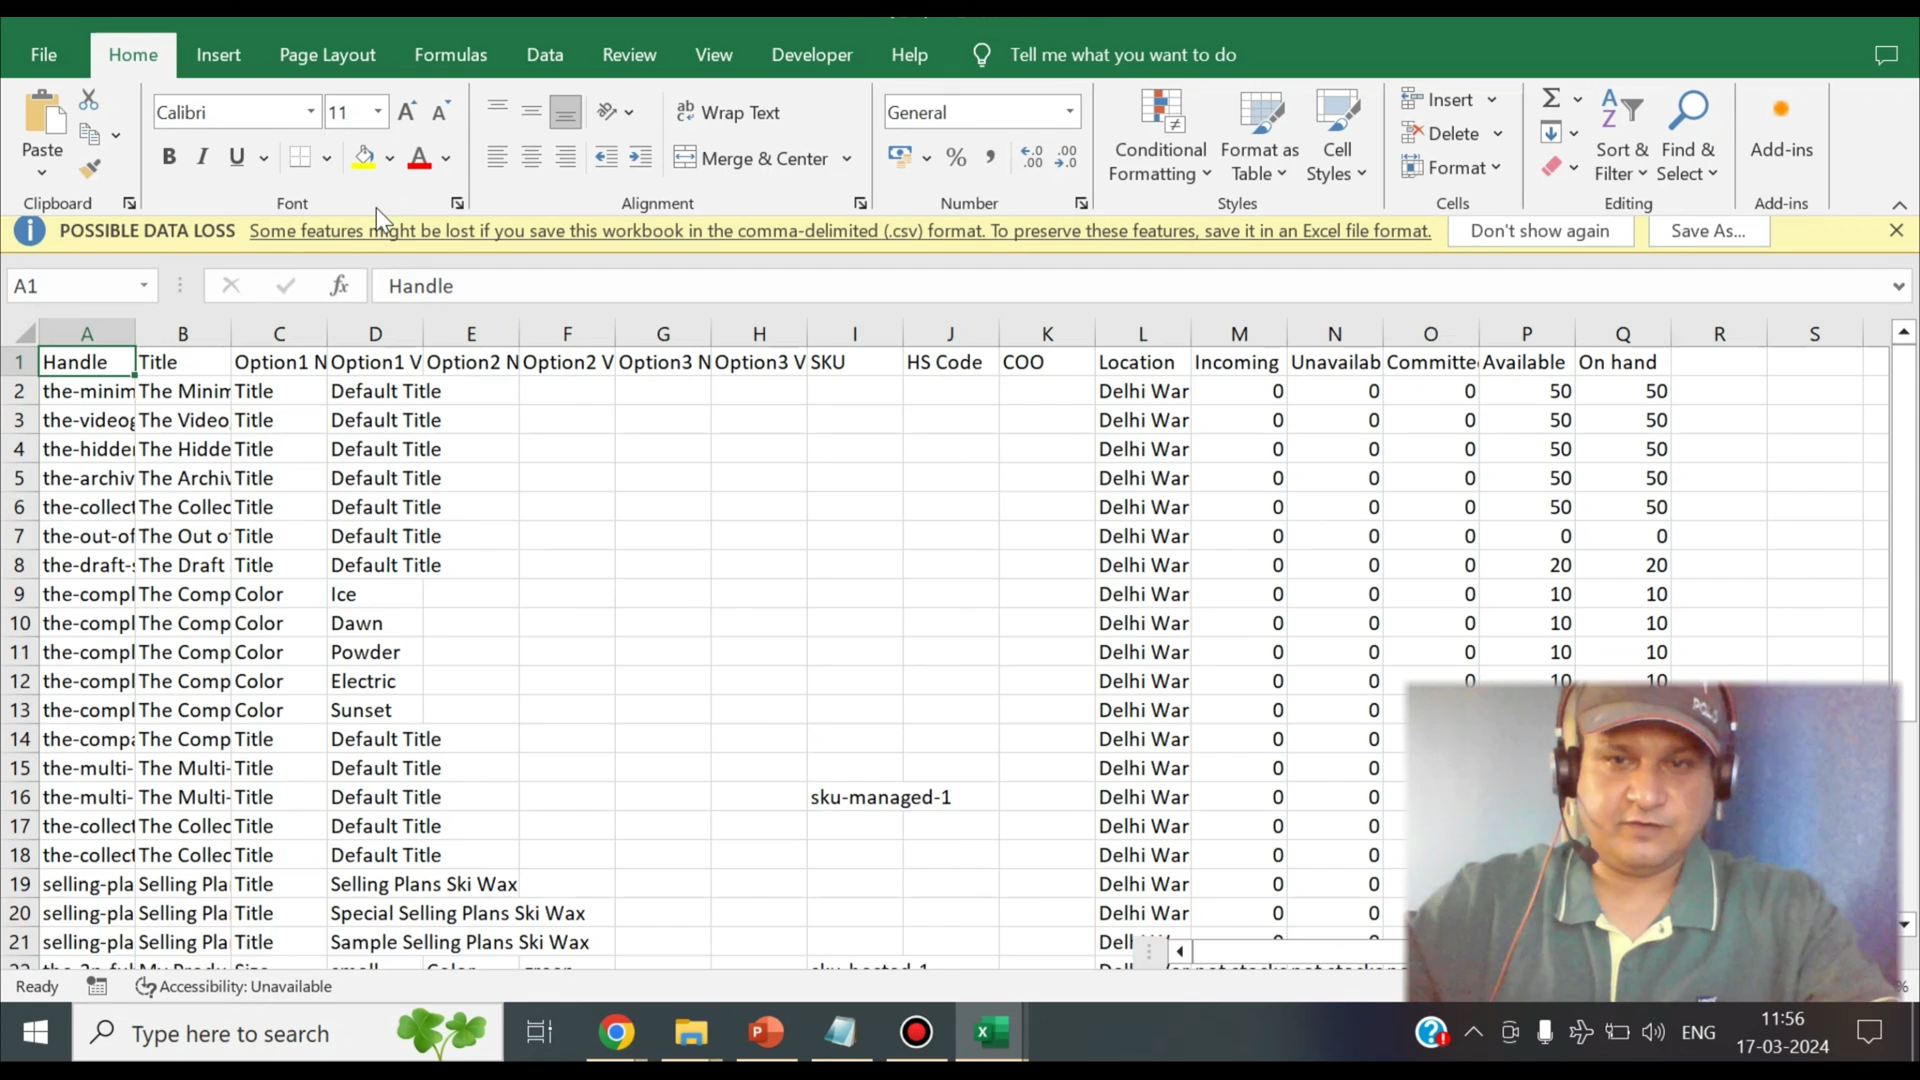 File Home Insert Page Layout Formulas Data Review View Developer Help Tell me what you want to do
Calibri 11 Wrap Text General Insert
Paste B I U Merge & Center % , Conditional Formatting Format as Table Cell Styles Delete Format Sort & Filter Find & Select Add-ins
Clipboard Font Alignment Number Styles Cells Editing Add-ins
POSSIBLE DATA LOSS Some features might be lost if you save this workbook in the comma-delimited (.csv) format. To preserve these features, save it in an Excel file format. Don't show again Save As...
A1 fx Handle
A B C D E F G H I J K L M N O P Q R S
1 Handle Title Option1 N Option1 V Option2 N Option2 V Option3 N Option3 V SKU HS Code COO Location Incoming Unavailab Committe Available On hand
2 the-minim The Minim Title Default Title Delhi War 0 0 0 50 50
3 the-videog The Video Title Default Title Delhi War 0 0 0 50 50
4 the-hidden The Hidde Title Default Title Delhi War 0 0 0 50 50
5 the-archiv The Archiv Title Default Title Delhi War 0 0 0 50 50
6 the-collect The Collec Title Default Title Delhi War 0 0 0 50 50
7 the-out-of The Out o Title Default Title Delhi War 0 0 0 0 0
8 the-draft-s The Draft Title Default Title Delhi War 0 0 0 20 20
9 the-compl The Comp Color Ice Delhi War 0 0 0 10 10
10 the-compl The Comp Color Dawn Delhi War 0 0 0 10 10
11 the-compl The Comp Color Powder Delhi War 0 0 0 10 10
12 the-compl The Comp Color Electric Delhi War 0 0 0 10 10
13 the-compl The Comp Color Sunset Delhi War 0 0
14 the-compa The Comp Title Default Title Delhi War 0 0
15 the-multi- The Multi- Title Default Title Delhi War 0 0
16 the-multi- The Multi- Title Default Title sku-managed-1 Delhi War 0 0
17 the-collect The Collec Title Default Title Delhi War 0 0
18 the-collect The Collec Title Default Title Delhi War 0 0
19 selling-pla Selling Pla Title Selling Plans Ski Wax Delhi War 0 0
20 selling-pla Selling Pla Title Special Selling Plans Ski Wax Delhi War 0 0
21 selling-pla Selling Pla Title Sample Selling Plans Ski Wax Delh 0 0
Ready Accessibility: Unavailable
Type here to search ENG 11:56
17-03-2024